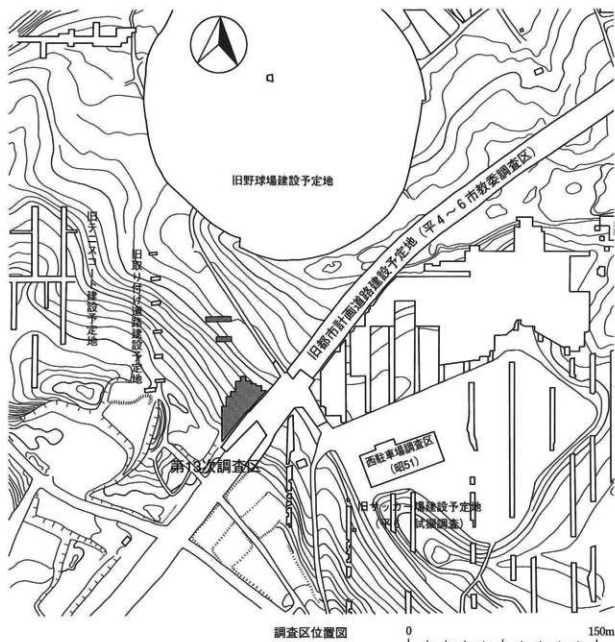 旧野球場建設予定地
旧都市計画道路建設予定地（平４～６市教委調査区）
旧テニスコート建設予定地
旧取り付け道路建設予定地
第13次調査区
西駐車場調査区
（昭51）
旧サッカー場建設予定地
試掘調査）
調査区位置図
0 150m